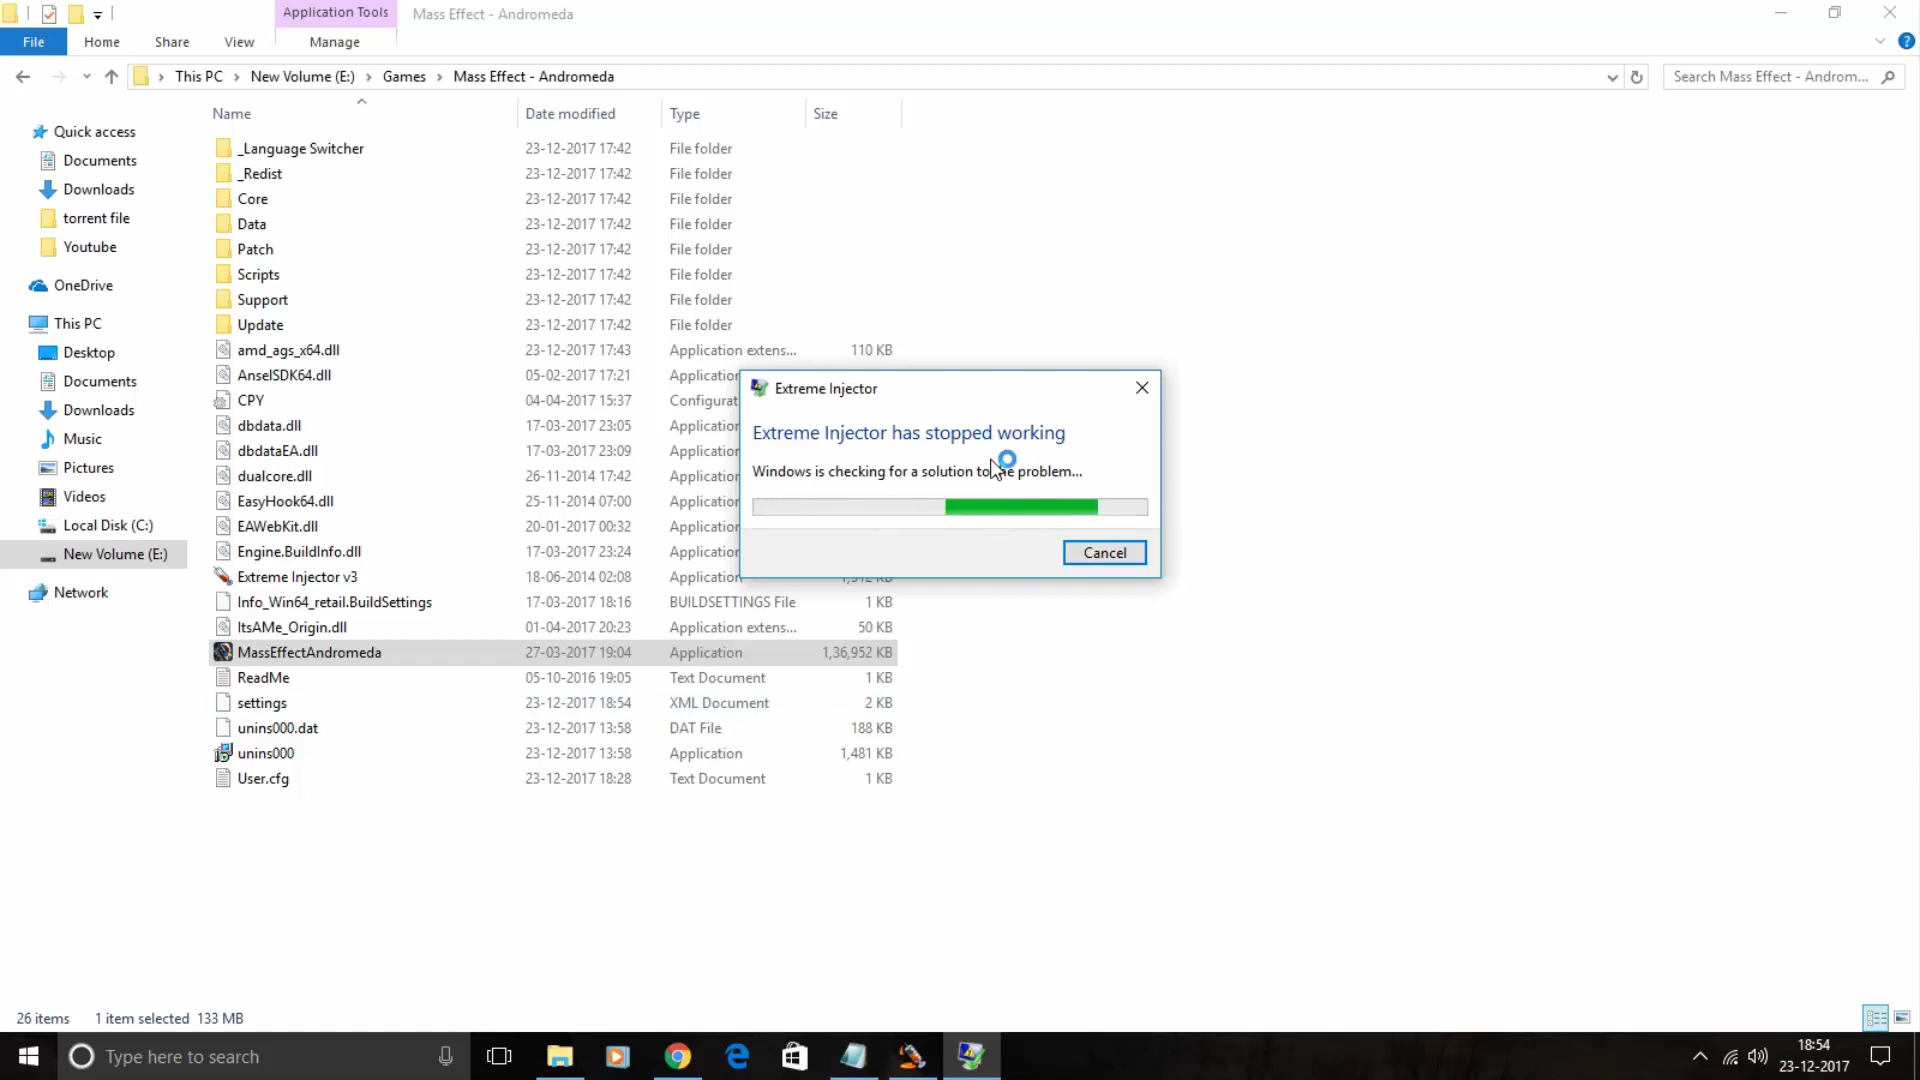 Application Tools
Mass Effect - Andromeda
File
Home
Share
View
Manage
This PC
New Volume (E:)
Games
Mass Effect - Andromeda
Search Mass Effect - Androm...
Name
Date modified
Type
Size
Quick access
Documents
Downloads
torrent file
Youtube
OneDrive
This PC
Desktop
Documents
Downloads
Music
Pictures
Videos
Local Disk (C:)
New Volume (E:)
Network
_Language Switcher 23-12-2017 17:42 File folder
_Redist 23-12-2017 17:42 File folder
Core 23-12-2017 17:42 File folder
Data 23-12-2017 17:42 File folder
Patch 23-12-2017 17:42 File folder
Scripts 23-12-2017 17:42 File folder
Support 23-12-2017 17:42 File folder
Update 23-12-2017 17:42 File folder
amd_ags_x64.dll 23-12-2017 17:43 Application extens... 110 KB
AnselSDK64.dll 05-02-2017 17:21 Application
CPY 04-04-2017 15:37 Configurat
dbdata.dll 17-03-2017 23:05 Application
dbdataEA.dll 17-03-2017 23:09 Application
dualcore.dll 26-11-2014 17:42 Application
EasyHook64.dll 25-11-2014 07:00 Application
EAWebKit.dll 20-01-2017 00:32 Application
Engine.BuildInfo.dll 17-03-2017 23:24 Application
Extreme Injector v3 18-06-2014 02:08 Application
Info_Win64_retail.BuildSettings 17-03-2017 18:16 BUILDSETTINGS File 1 KB
ItsAMe_Origin.dll 01-04-2017 20:23 Application extens... 50 KB
MassEffectAndromeda 27-03-2017 19:04 Application 1,36,952 KB
ReadMe 05-10-2016 19:05 Text Document 1 KB
settings 23-12-2017 18:54 XML Document 2 KB
unins000.dat 23-12-2017 13:58 DAT File 188 KB
unins000 23-12-2017 13:58 Application 1,481 KB
User.cfg 23-12-2017 18:28 Text Document 1 KB
Extreme Injector
Extreme Injector has stopped working
Windows is checking for a solution to problem...
Cancel
26 items 1 item selected 133 MB
Type here to search
18:54
23-12-2017